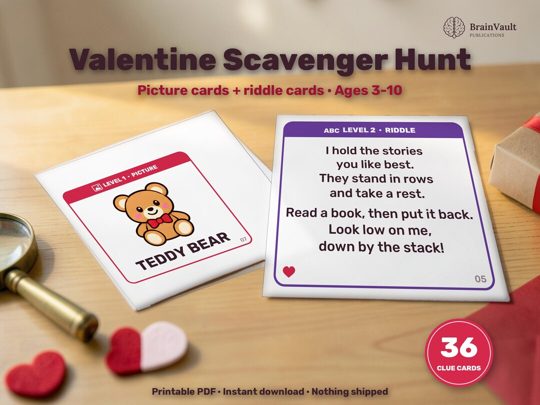 BrainVault
PUBLICATIONS
Valentine Scavenger Hunt
Picture cards + riddle cards • Ages 3-10
LEVEL 1 • PICTURE
TEDDY BEAR
07
ABC LEVEL 2 • RIDDLE
I hold the stories
you like best.
They stand in rows
and take a rest.
Read a book, then put it back.
Look low on me,
down by the stack!
05
36
CLUE CARDS
Printable PDF • Instant download • Nothing shipped